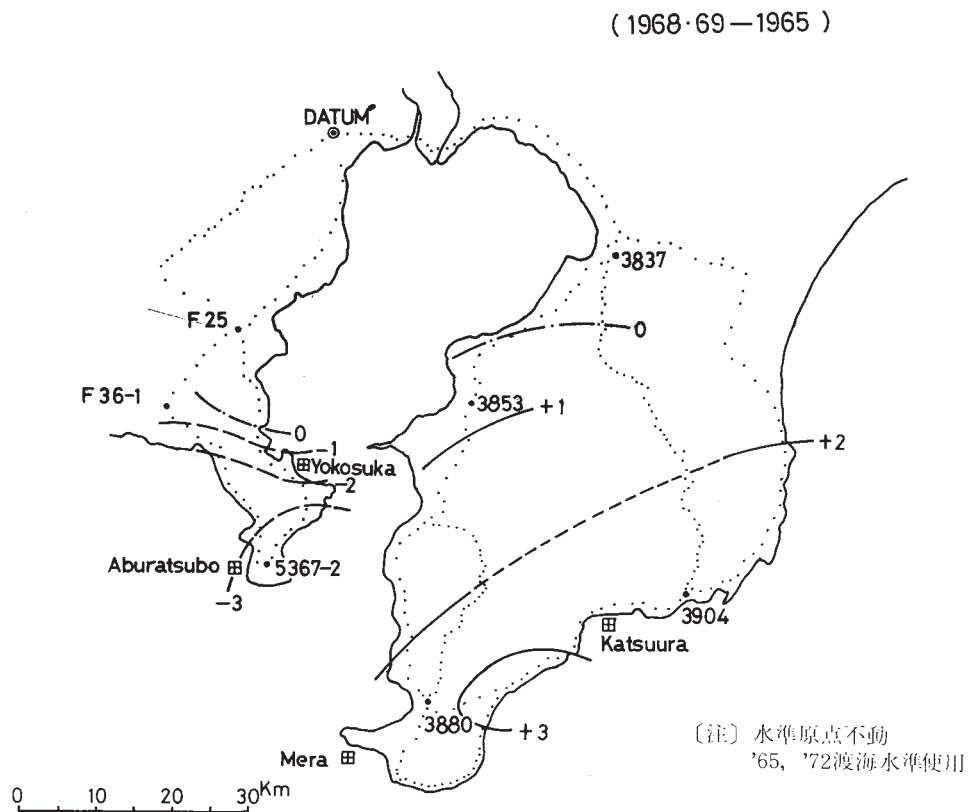 (1968·69—1965)
DATUM
3837
F 25
0
F 36-1
3853
+1
0
-1
+2
Yokosuka
-2
Aburatsubo
5367-2
-3
3904
Katsuura
3880
+3
Mera
〔注〕 水準原点不動
'65, '72渡海水準使用
0 10 20 30Km